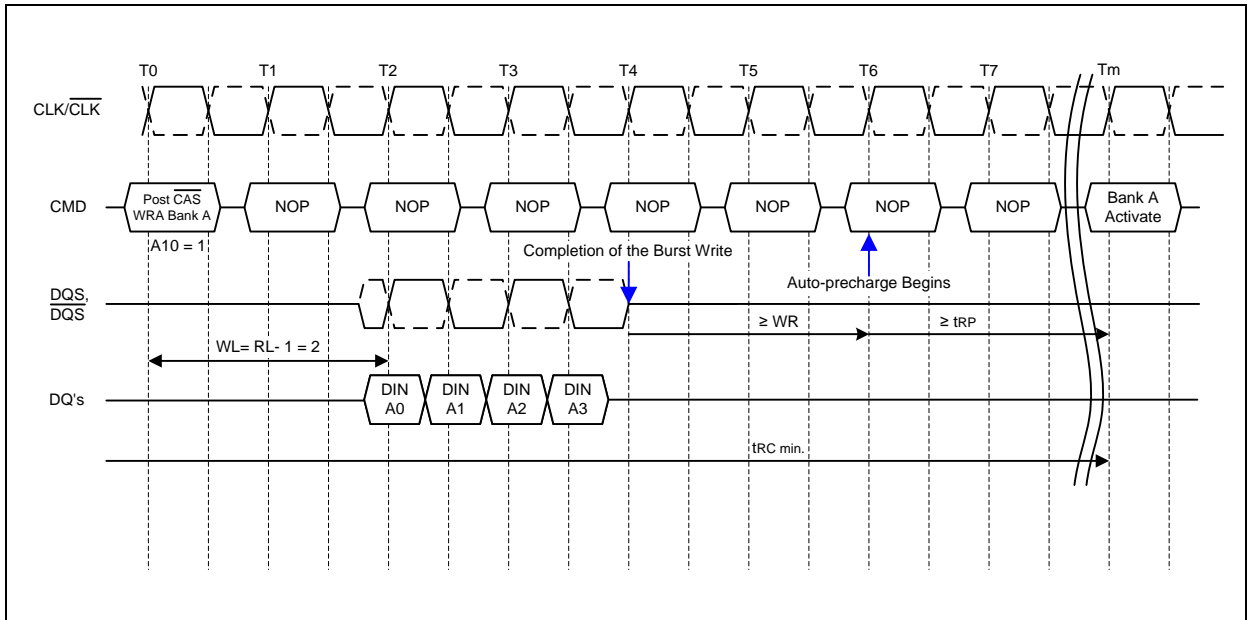 T0 T1 T2 T3 T4 T5 T6 T7 Tm
CLK/CLK
CMD
Post CAS
WRA Bank A
NOP NOP NOP NOP NOP NOP NOP
Bank A
Activate
A10 = 1
Completion of the Burst Write
Auto-precharge Begins
DQS,
DQS
≥ WR
≥ tRP
WL= RL- 1 = 2
DQ's
DIN
A0
DIN
A1
DIN
A2
DIN
A3
tRC min.